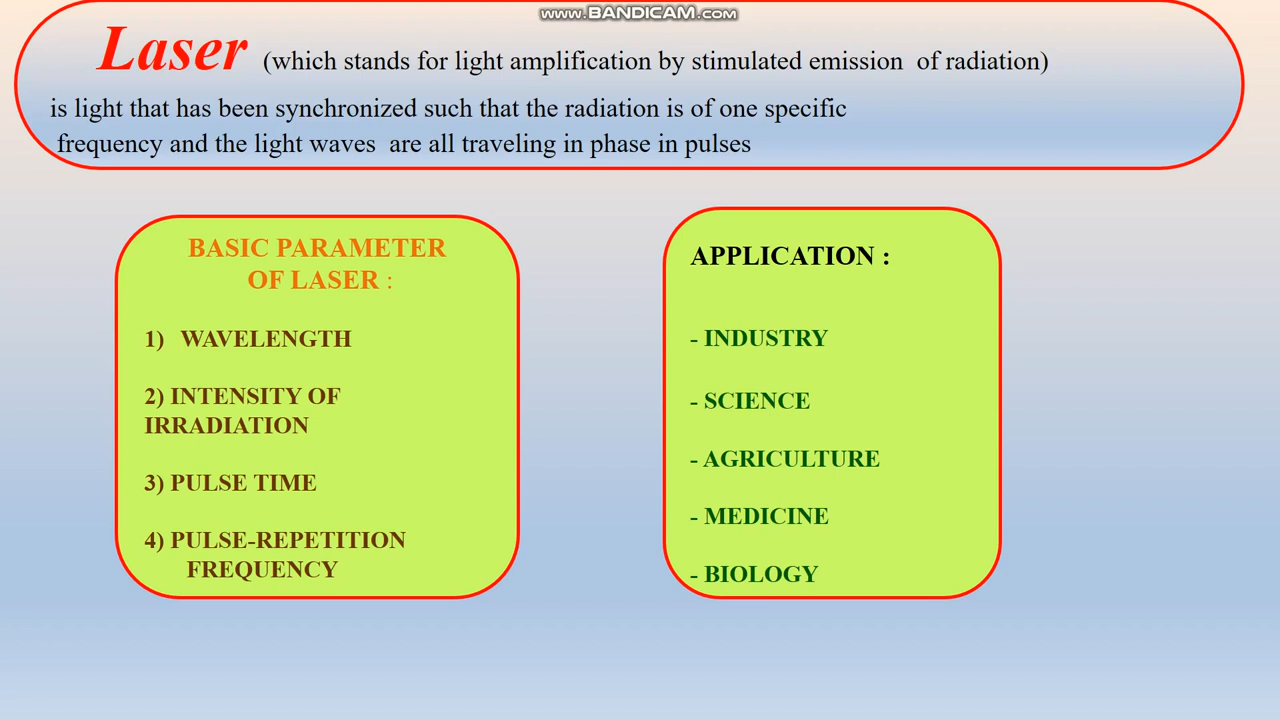 www.BANDICAM.com
Laser (which stands for light amplification by stimulated emission of radiation)
is light that has been synchronized such that the radiation is of one specific
frequency and the light waves are all traveling in phase in pulses
BASIC PARAMETER
OF LASER :
1) WAVELENGTH
2) INTENSITY OF
IRRADIATION
3) PULSE TIME
4) PULSE-REPETITION
FREQUENCY
APPLICATION :
- INDUSTRY
- SCIENCE
- AGRICULTURE
- MEDICINE
- BIOLOGY